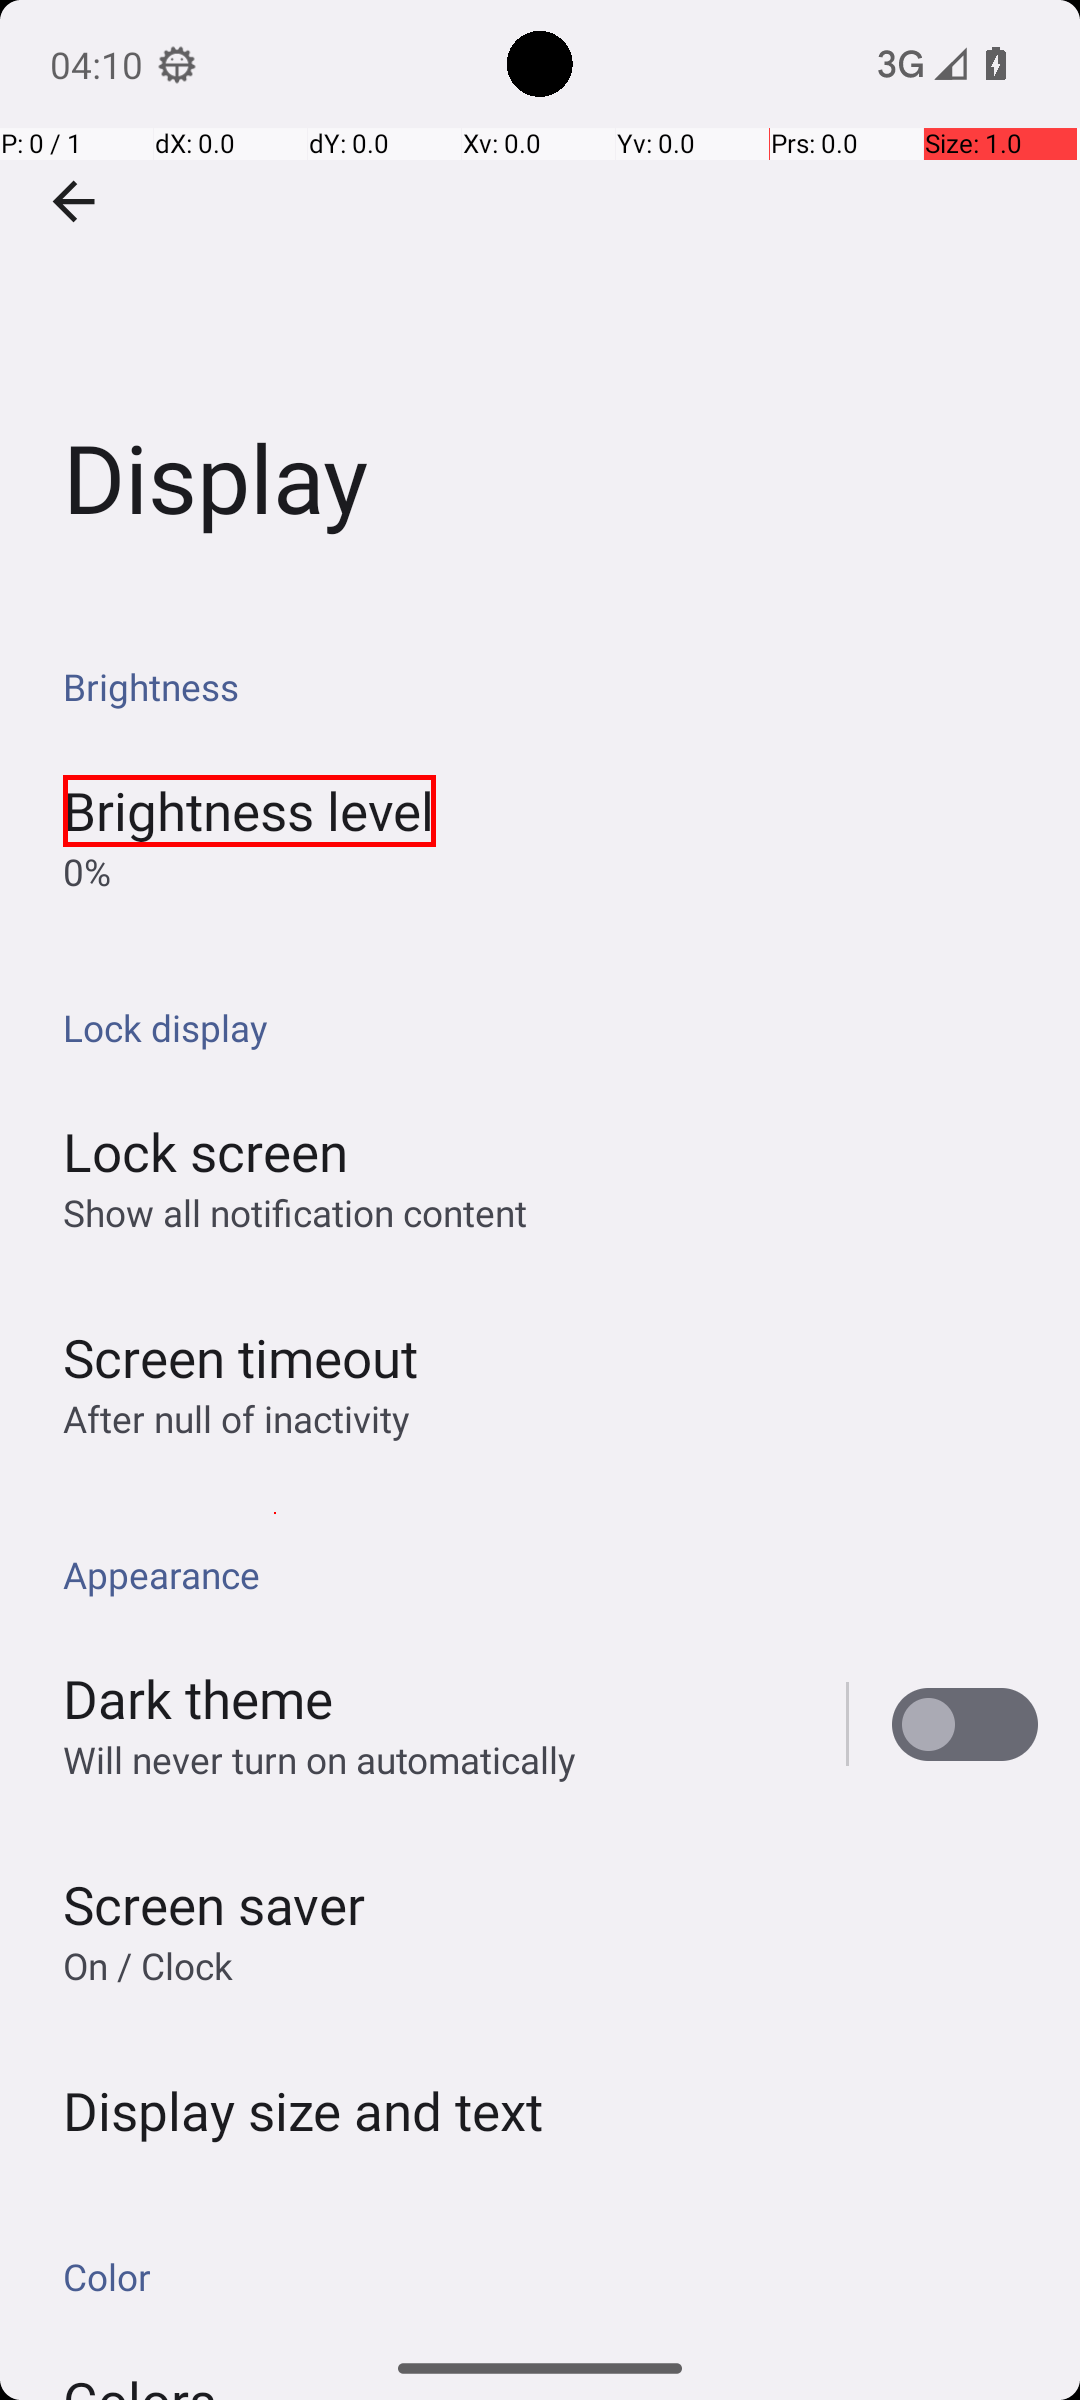 04:10
3G
P: 0 / 1 dX: 0.0 dY: 0.0 Xv: 0.0 Yv: 0.0 Prs: 0.0 Size: 1.0
Display
Brightness
Brightness level
0%
Lock display
Lock screen
Show all notification content
Screen timeout
After null of inactivity
Appearance
Dark theme
Will never turn on automatically
Screen saver
On / Clock
Display size and text
Color
Colors